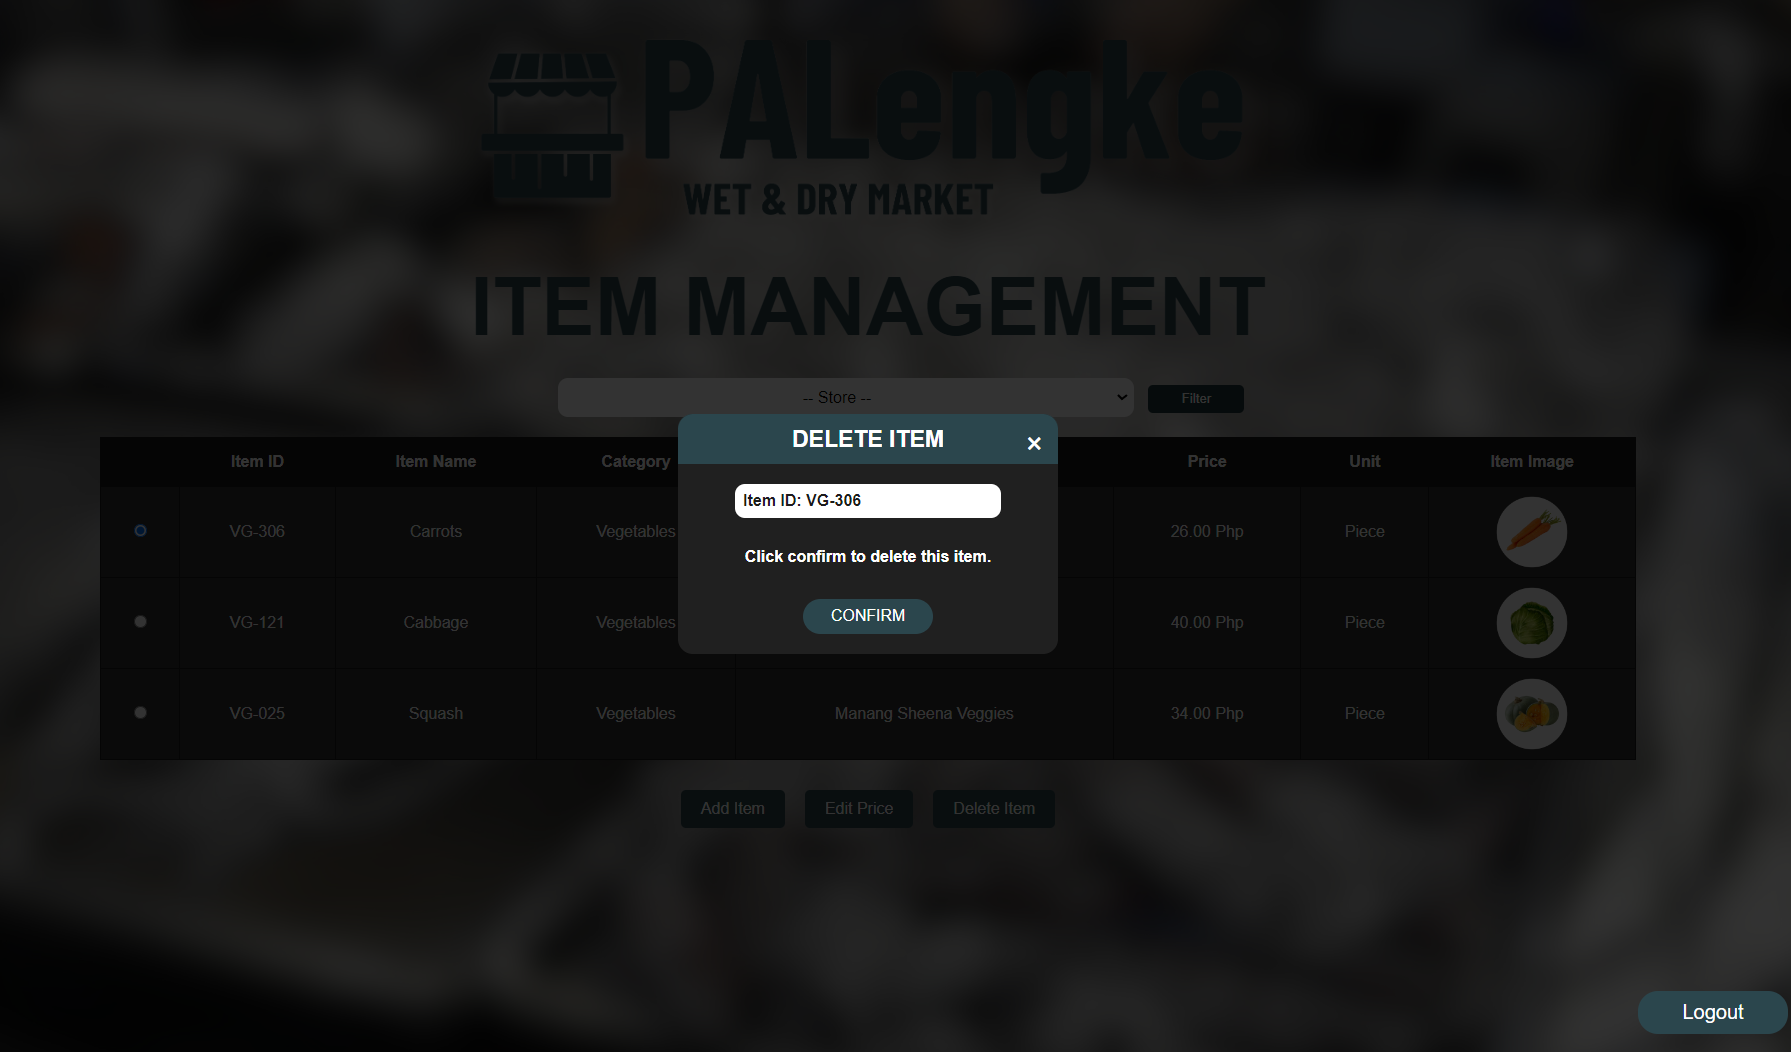 PALengke
WET & DRY MARKET
ITEM MANAGEMENT
-- Store --
Filter
DELETE ITEM
×
Item ID: VG-306
Click confirm to delete this item.
CONFIRM
Item ID Item Name Category Price Unit Item Image
VG-306 Carrots Vegetables 26.00 Php Piece
VG-121 Cabbage Vegetables 40.00 Php Piece
VG-025 Squash Vegetables Manang Sheena Veggies 34.00 Php Piece
Add Item Edit Price Delete Item
Logout